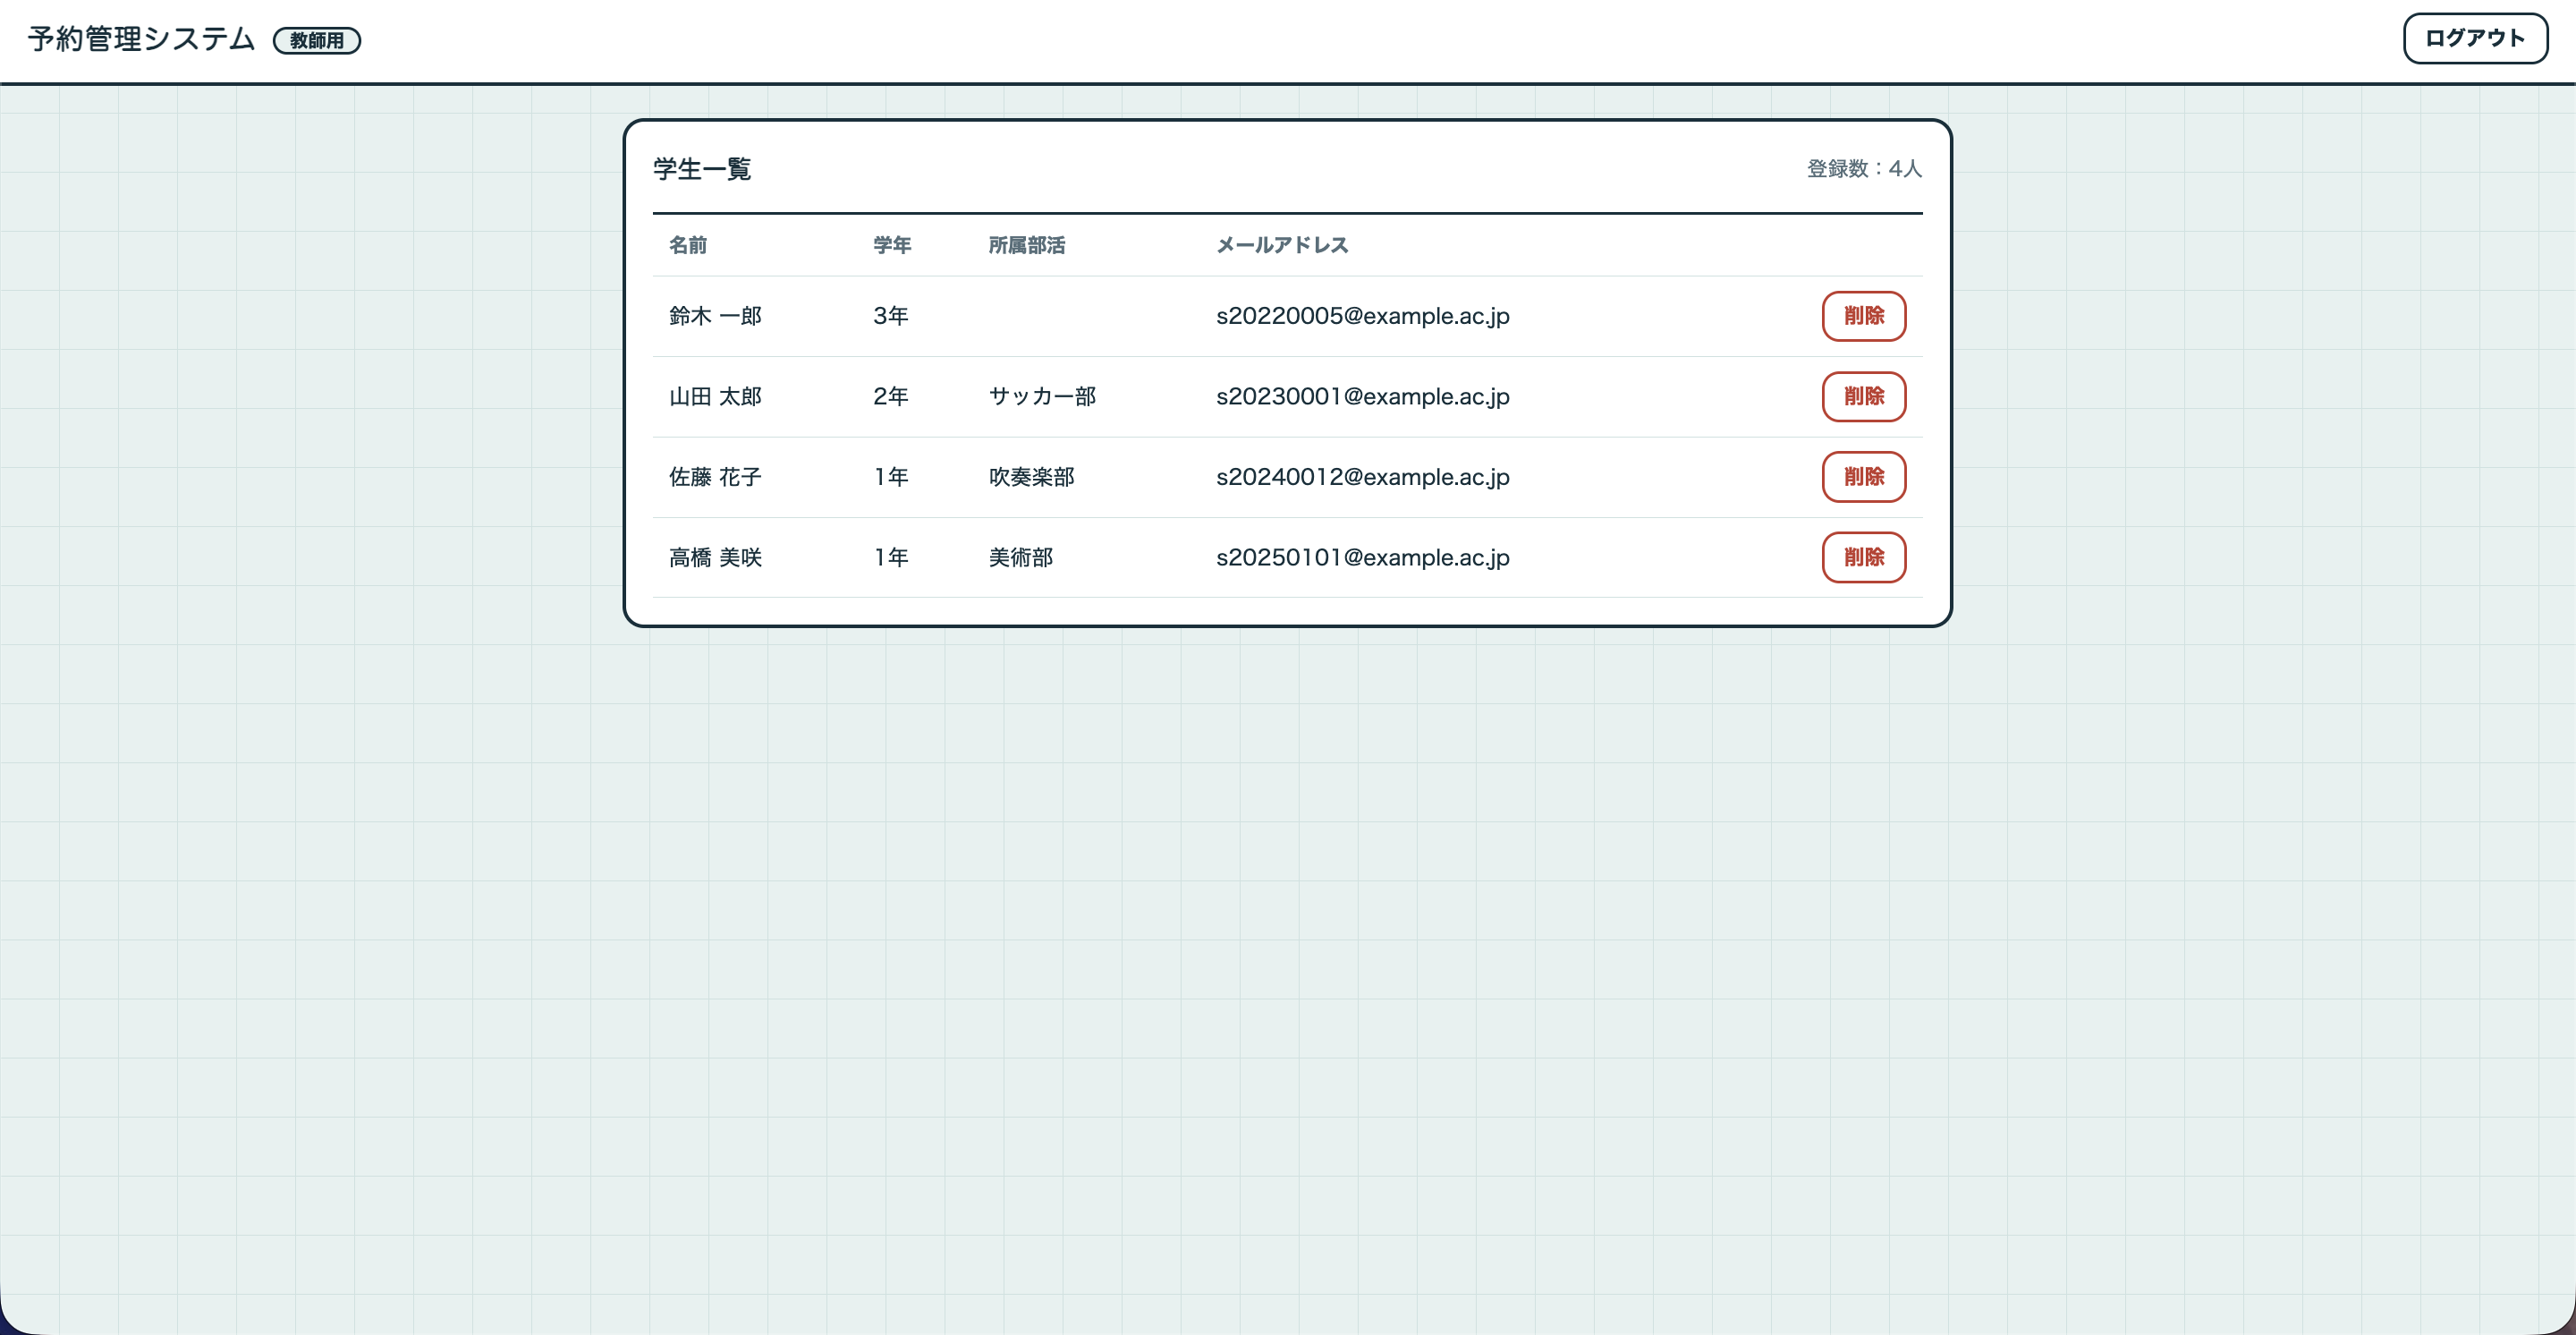 予約管理システム 教師用 ログアウト
学生一覧 登録数：4人
名前 学年 所属部活 メールアドレス
鈴木 一郎 3年 s20220005@example.ac.jp 削除
山田 太郎 2年 サッカー部 s20230001@example.ac.jp 削除
佐藤 花子 1年 吹奏楽部 s20240012@example.ac.jp 削除
高橋 美咲 1年 美術部 s20250101@example.ac.jp 削除